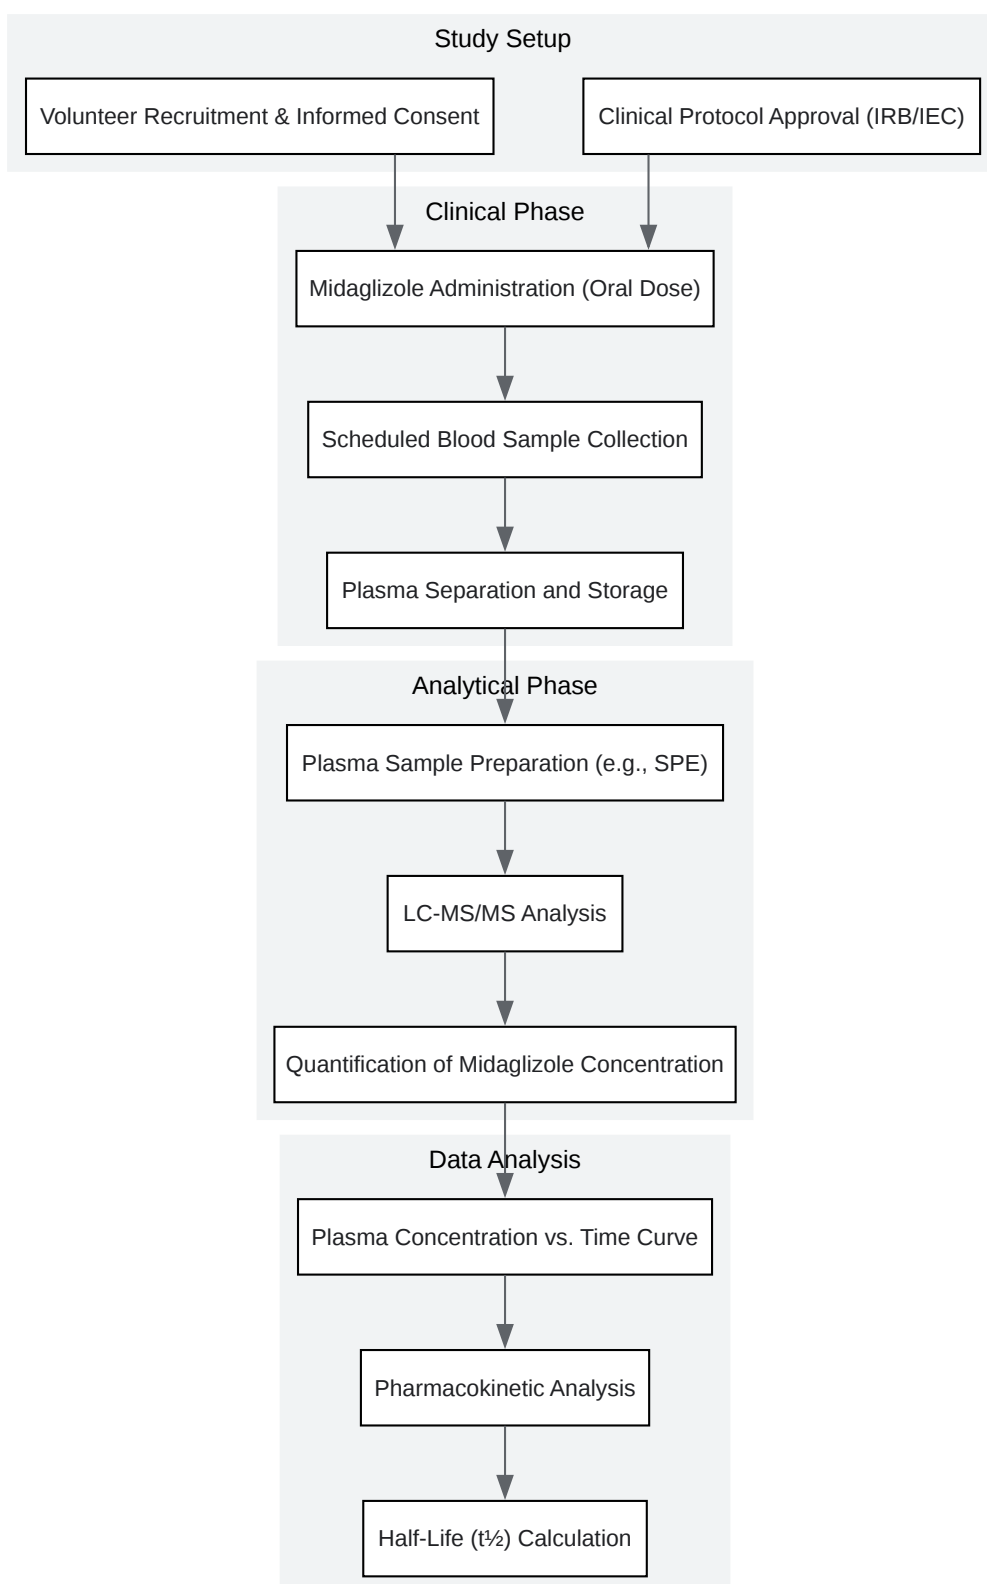 Study Setup
Volunteer Recruitment & Informed Consent
Clinical Protocol Approval (IRB/IEC)
Clinical Phase
Midaglizole Administration (Oral Dose)
Scheduled Blood Sample Collection
Plasma Separation and Storage
Analytical Phase
Plasma Sample Preparation (e.g., SPE)
LC-MS/MS Analysis
Quantification of Midaglizole Concentration
Data Analysis
Plasma Concentration vs. Time Curve
Pharmacokinetic Analysis
Half-Life (t½) Calculation